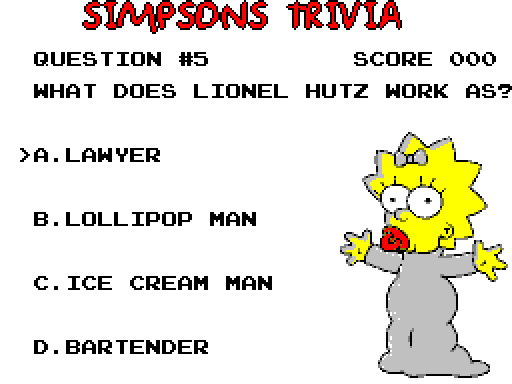 SIMPSONS TRIVIA
QUESTION #5 SCORE 000
WHAT DOES LIONEL HUTZ WORK AS?
>A.LAWYER
B.LOLLIPOP MAN
C.ICE CREAM MAN
D.BARTENDER